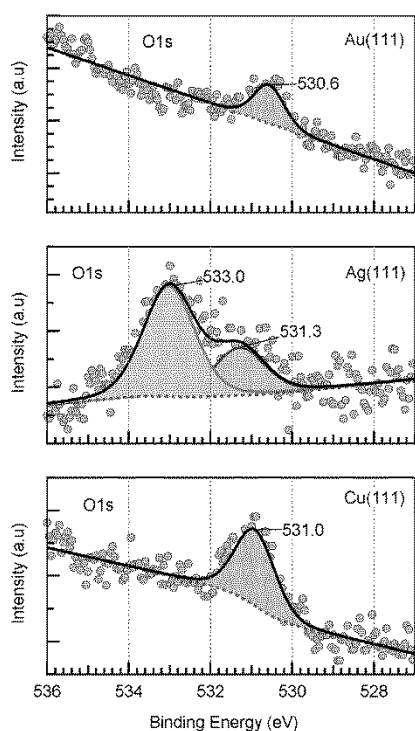 O1s Au(111)
530.6
Intensity (a.u)
O1s Ag(111)
533.0
531.3
Intensity (a.u)
O1s Cu(111)
531.0
Intensity (a.u)
536 534 532 530 528
Binding Energy (eV)